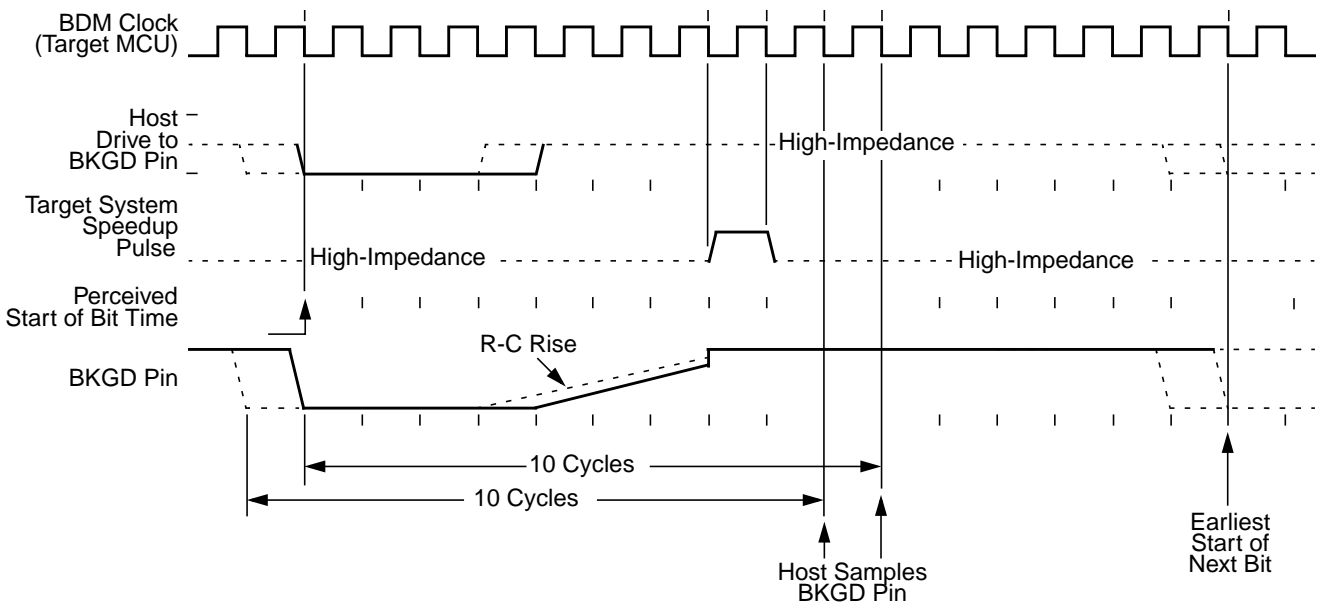 BDM Clock
(Target MCU)
Host
Drive to
BKGD Pin
High-Impedance
Target System
Speedup
Pulse
High-Impedance
High-Impedance
Perceived
Start of Bit Time
R-C Rise
BKGD Pin
10 Cycles
10 Cycles
Host Samples
BKGD Pin
Earliest
Start of
Next Bit